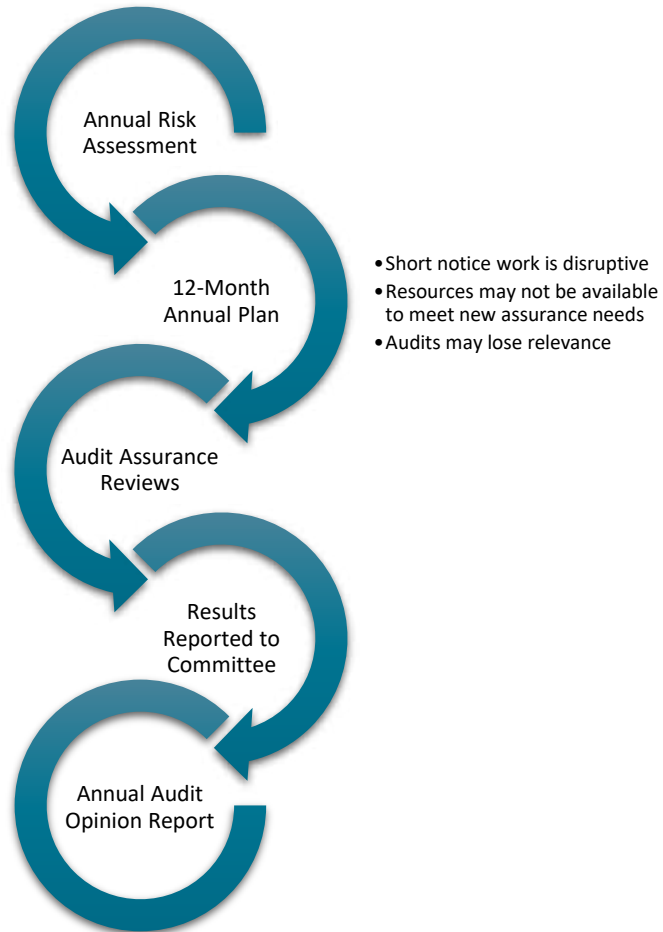 Annual Risk
Assessment
12-Month
Annual Plan
•Short notice work is disruptive
•Resources may not be available
to meet new assurance needs
•Audits may lose relevance
Audit Assurance
Reviews
Results
Reported to
Committee
Annual Audit
Opinion Report